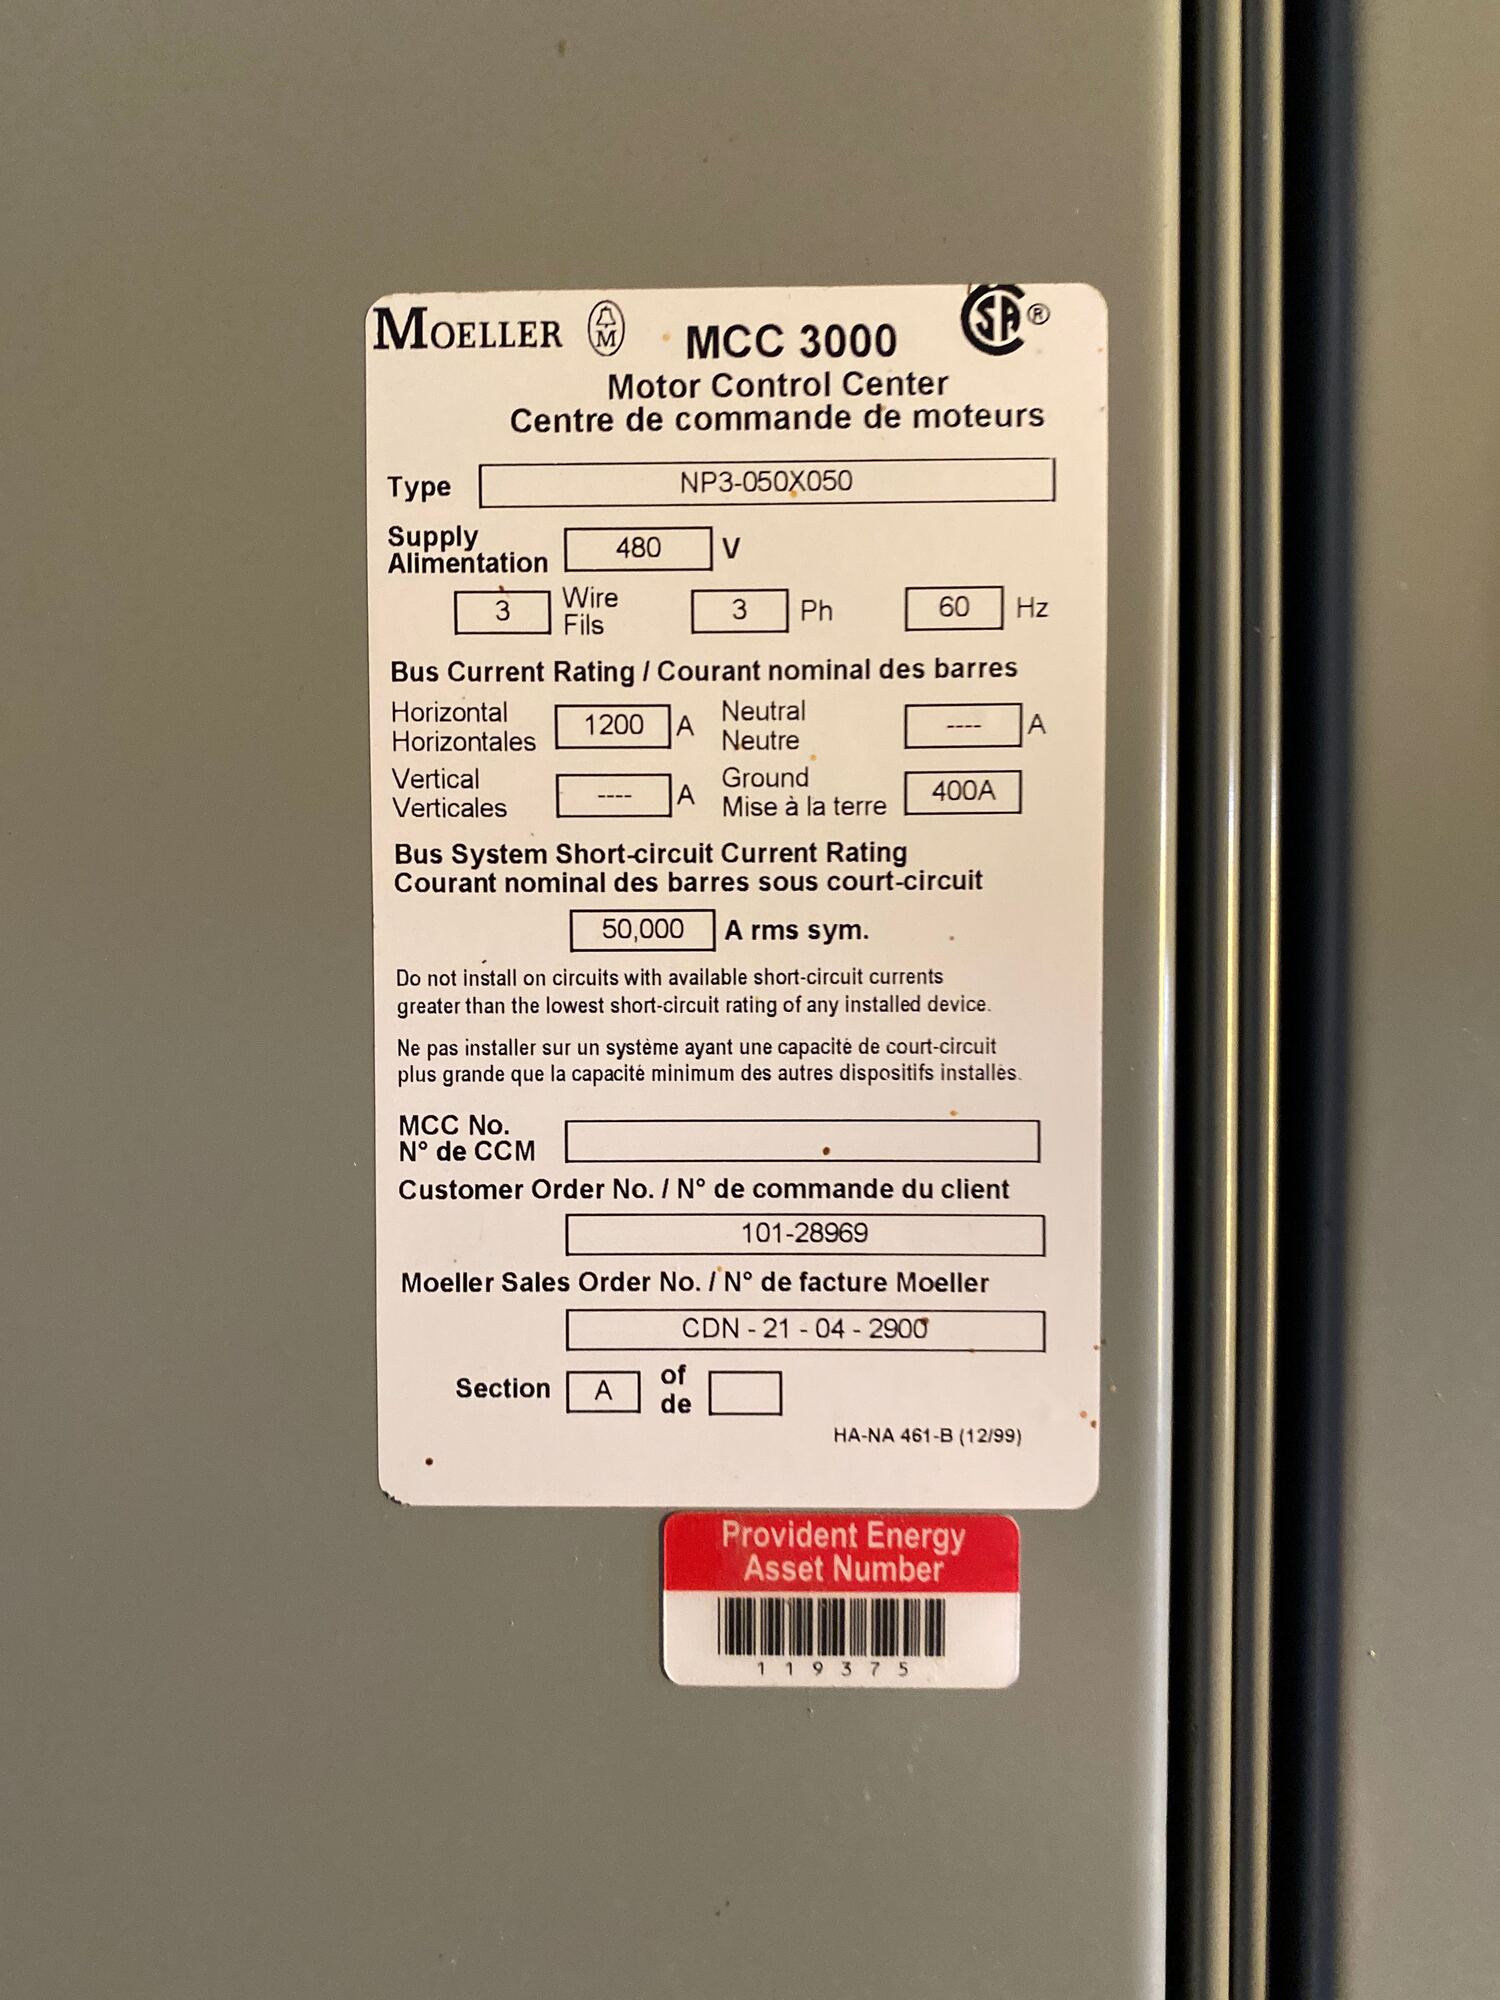 MOELLER M MCC 3000 CSA ®
Motor Control Center
Centre de commande de moteurs
Type NP3-050X050
Supply
Alimentation 480 V
3 Wire
Fils 3 Ph 60 Hz
Bus Current Rating / Courant nominal des barres
Horizontal
Horizontales 1200 A Neutral
Neutre ---- A
Vertical
Verticales ---- A Ground
Mise à la terre 400A
Bus System Short-circuit Current Rating
Courant nominal des barres sous court-circuit
50,000 A rms sym.
Do not install on circuits with available short-circuit currents
greater than the lowest short-circuit rating of any installed device.
Ne pas installer sur un système ayant une capacité de court-circuit
plus grande que la capacité minimum des autres dispositifs installés.
MCC No.
N° de CCM
Customer Order No. / N° de commande du client
101-28969
Moeller Sales Order No. / N° de facture Moeller
CDN - 21 - 04 - 2900
Section A of
de
HA-NA 461-B (12/99)
Provident Energy
Asset Number
119375